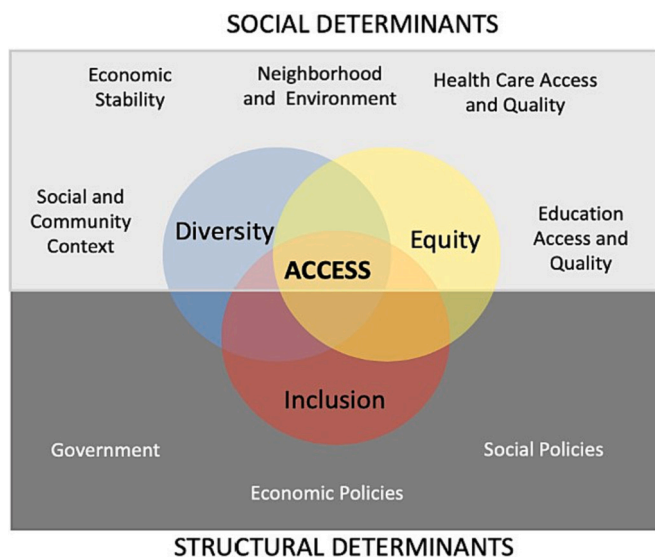 SOCIAL DETERMINANTS
Economic
Stability
Neighborhood
and Environment
Health Care Access
and Quality
Social and
Community
Context
Diversity
Equity
Education
Access and
Quality
ACCESS
Inclusion
Government
Social Policies
Economic Policies
STRUCTURAL DETERMINANTS